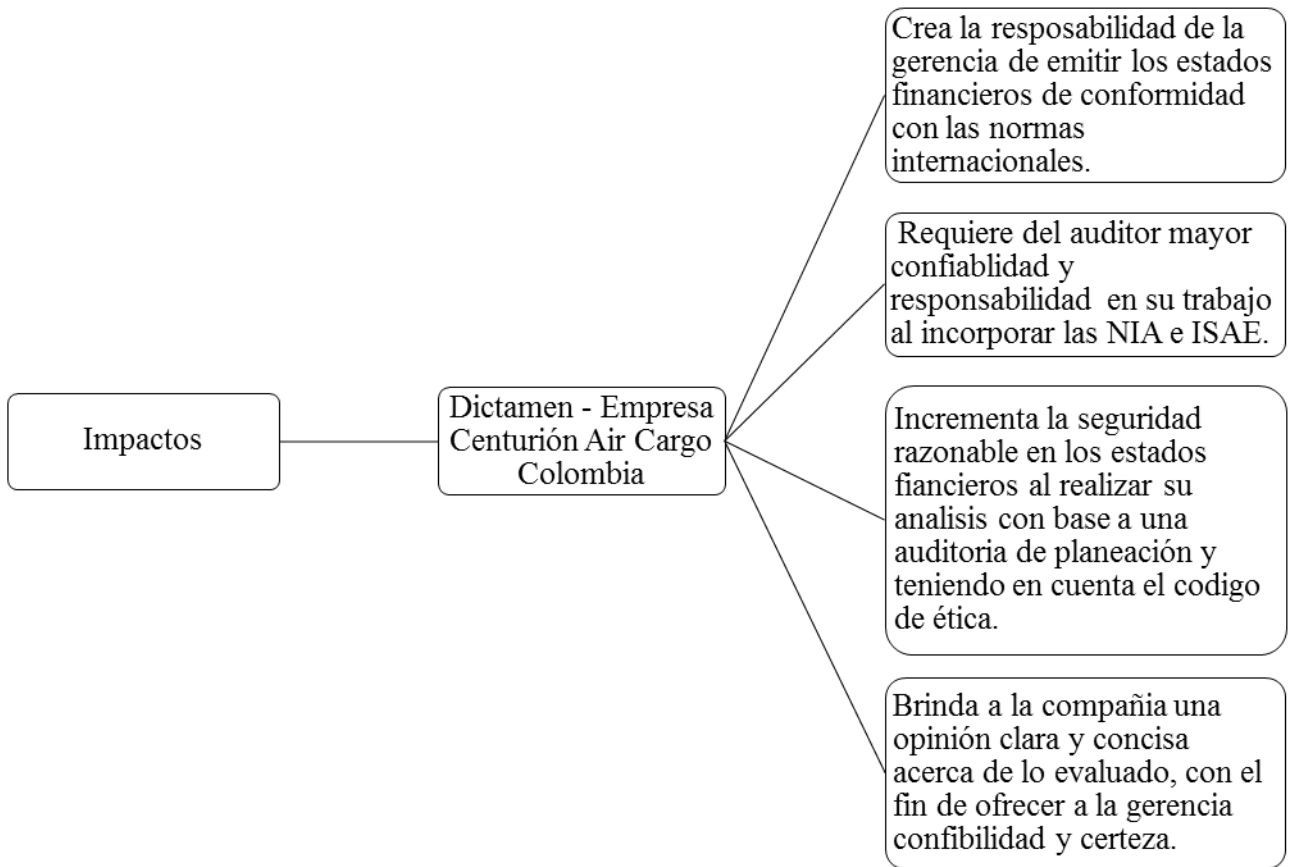 Impactos
Dictamen - Empresa
Centurión Air Cargo
Colombia
Crea la resposabilidad de la
gerencia de emitir los estados
financieros de conformidad
con las normas
internacionales.
Requiere del auditor mayor
confiablidad y
responsabilidad en su trabajo
al incorporar las NIA e ISAE.
Incrementa la seguridad
razonable en los estados
fiancieros al realizar su
analisis con base a una
auditoria de planeación y
teniendo en cuenta el codigo
de ética.
Brinda a la compañia una
opinión clara y concisa
acerca de lo evaluado, con el
fin de ofrecer a la gerencia
confibilidad y certeza.